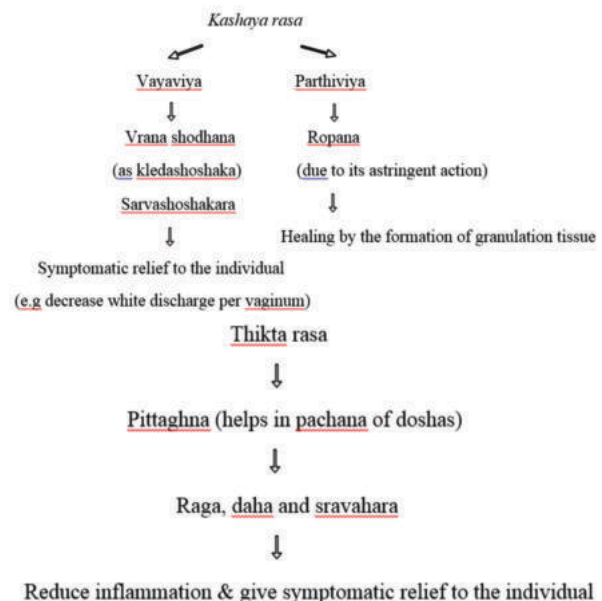 Kashaya rasa
Vayaviya
Parthiviya
Vrana shodhana
Ropana
(as kledashoshaka)
(due to its astringent action)
Sarvashoshakara
Healing by the formation of granulation tissue
Symptomatic relief to the individual
(e.g decrease white discharge per vaginum)
Thikta rasa
Pittaghna (helps in pachana of doshas)
Raga, daha and sravahara
Reduce inflammation & give symptomatic relief to the individual